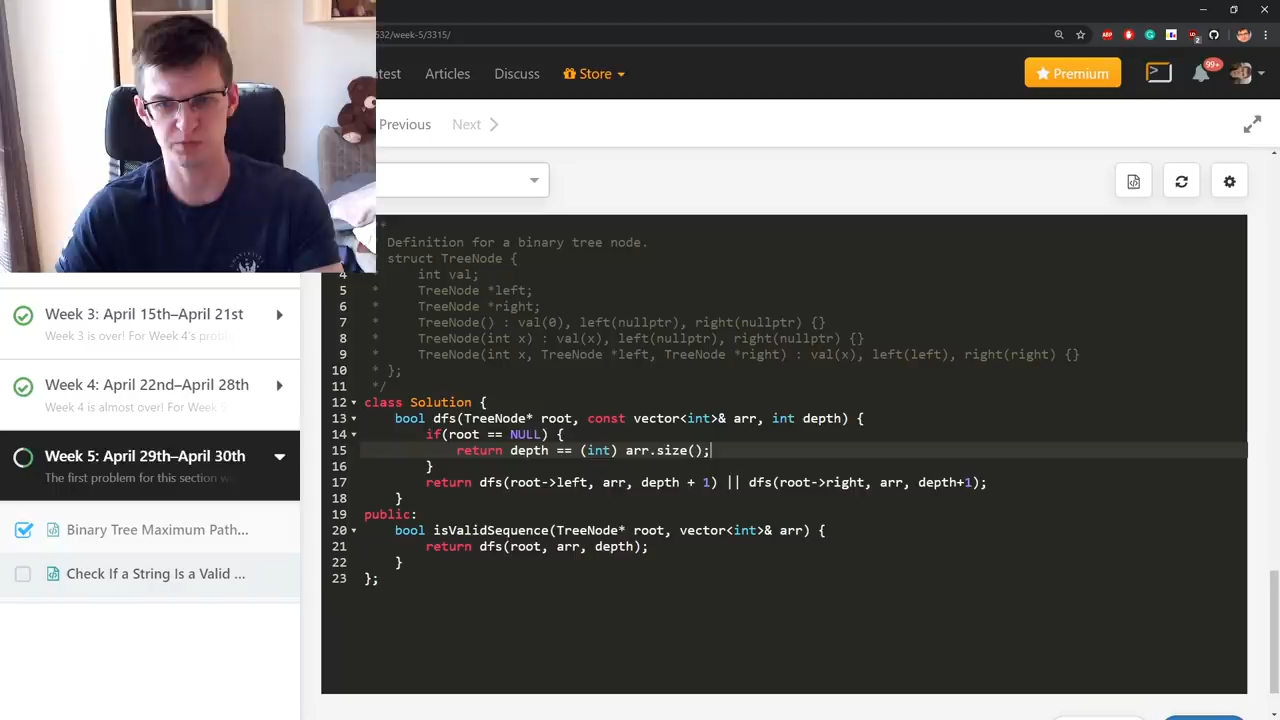 532/week-5/3315/
test
Articles
Discuss
Store
Premium
99+
Previous
Next
*
Definition for a binary tree node.
struct TreeNode {
4 int val;
5 * TreeNode *left;
6 * TreeNode *right;
7 * TreeNode() : val(0), left(nullptr), right(nullptr) {}
8 * TreeNode(int x) : val(x), left(nullptr), right(nullptr) {}
9 * TreeNode(int x, TreeNode *left, TreeNode *right) : val(x), left(left), right(right) {}
10 * };
11 */
12 class Solution {
13 bool dfs(TreeNode* root, const vector<int>& arr, int depth) {
14 if(root == NULL) {
15 return depth == (int) arr.size();
16 }
17 return dfs(root->left, arr, depth + 1) || dfs(root->right, arr, depth+1);
18 }
19 public:
20 bool isValidSequence(TreeNode* root, vector<int>& arr) {
21 return dfs(root, arr, depth);
22 }
23 };
Week 3: April 15th–April 21st
Week 3 is over! For Week 4's
Week 4: April 22nd–April 28th
Week 4 is almost over! For Week
Week 5: April 29th–April 30th
The first problem for this section
Binary Tree Maximum Path...
Check If a String Is a Valid ...